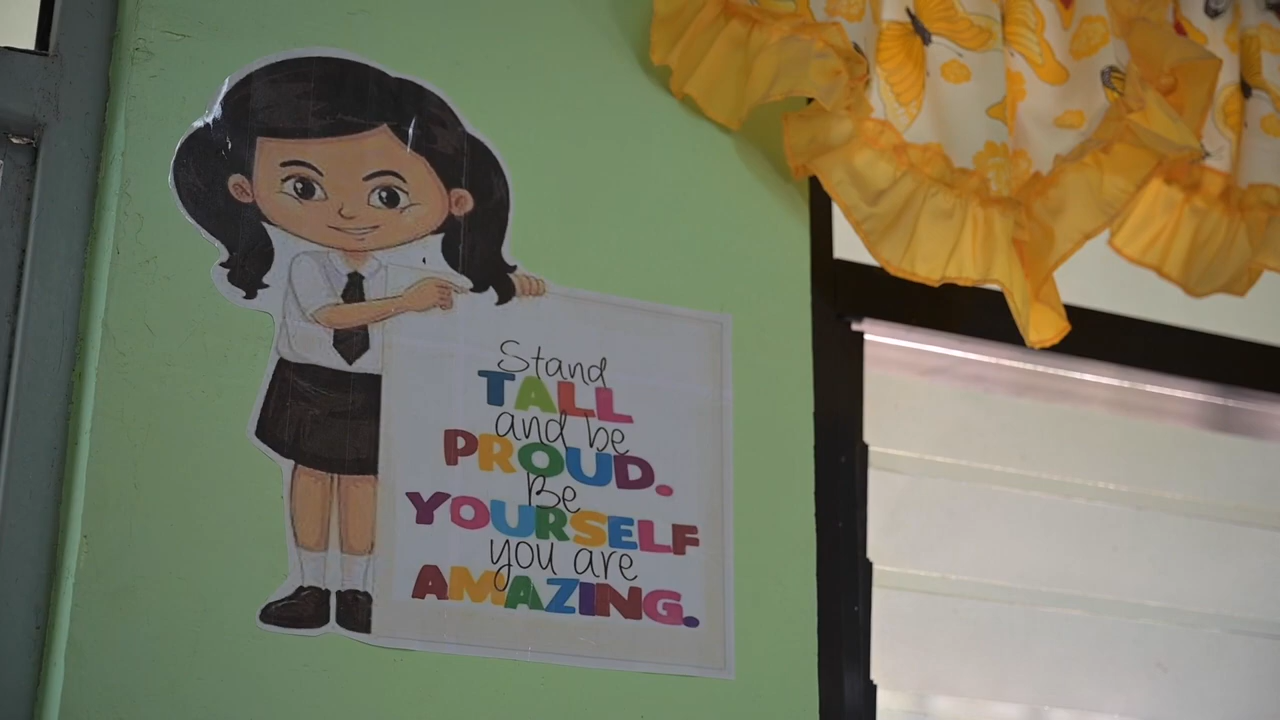 Stand
TALL
and be
PROUD.
Be
YOURSELF
you are
AMAZING.